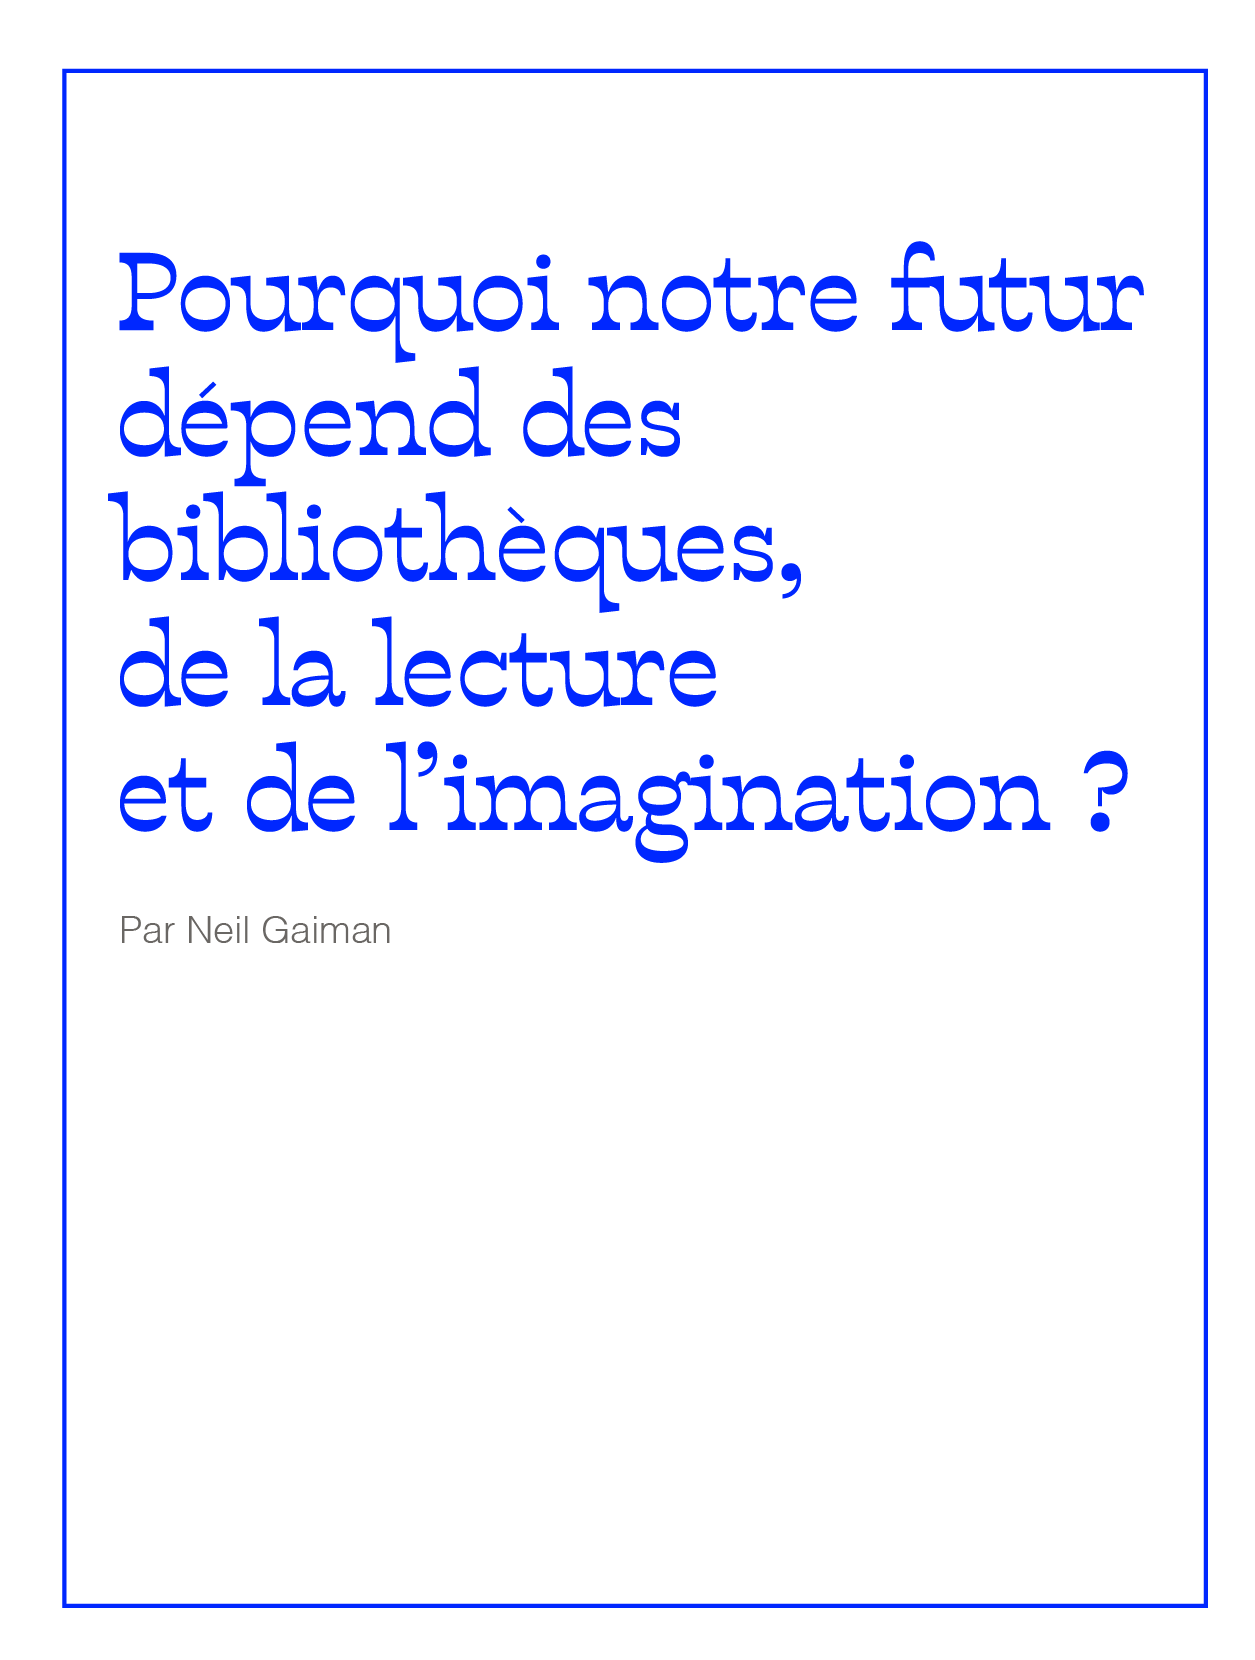 Pourquoi notre futur
dépend des
bibliothèques,
de la lecture
et de l’imagination ?
Par Neil Gaiman